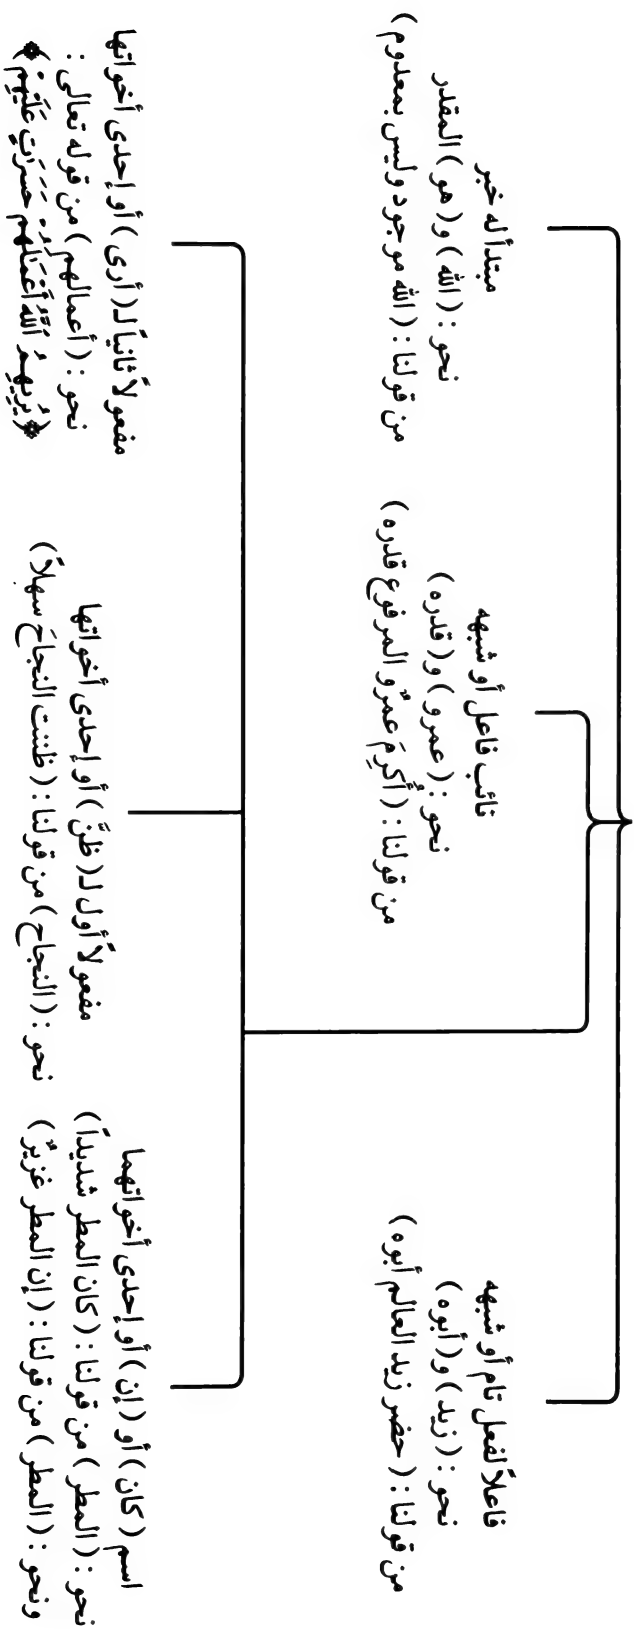 مبتدأ له خبر
نحو : ( الله ) و ( هو ) المقدر
من قولنا : ( الله موجود وليس بمعدوم )
نائب فاعل أو شبهه
نحو : ( عمرو ) و ( قدره )
من قولنا : ( أُكرِمَ عمرٌو المرفوع قدره )
فاعلاً لفعل تام أو شبهه
نحو : ( زيد ) و ( أبوه )
من قولنا : ( حضر زيد العالم أبوه )
مفعولاً ثانياً لـ ( أرى ) أو إحدى أخواتها
نحو : ( أعمالهم ) من قوله تعالى :
﴿ يُرِيهِمُ اللَّهُ أَعْمَالَهُمْ حَسَرَاتٍ عَلَيْهِمْ ﴾
مفعولاً أول لـ ( ظنَّ ) أو إحدى أخواتها
نحو : ( النجاح ) من قولنا : ( ظننت النجاحَ سهلاً )
اسم ( كان ) أو ( إن ) أو إحدى أخواتهما
نحو : ( المطر ) من قولنا : ( كان المطر شديداً )
ونحو : ( المطر ) من قولنا : ( إن المطر غزيرٌ )